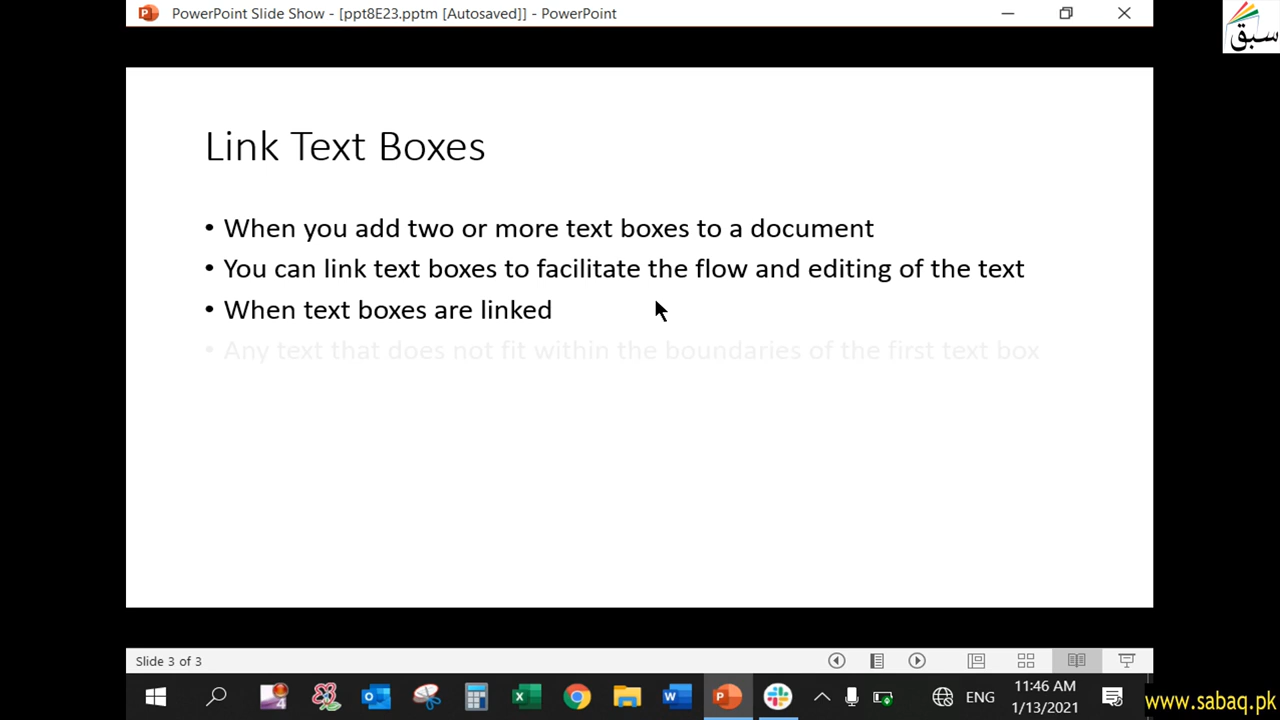 PowerPoint Slide Show - [ppt8E23.pptm [Autosaved]] - PowerPoint
سبق
Link Text Boxes
• When you add two or more text boxes to a document
• You can link text boxes to facilitate the flow and editing of the text
• When text boxes are linked
• Any text that does not fit within the boundaries of the first text box
Slide 3 of 3
ENG
11:46 AM
1/13/2021
www.sabaq.pk